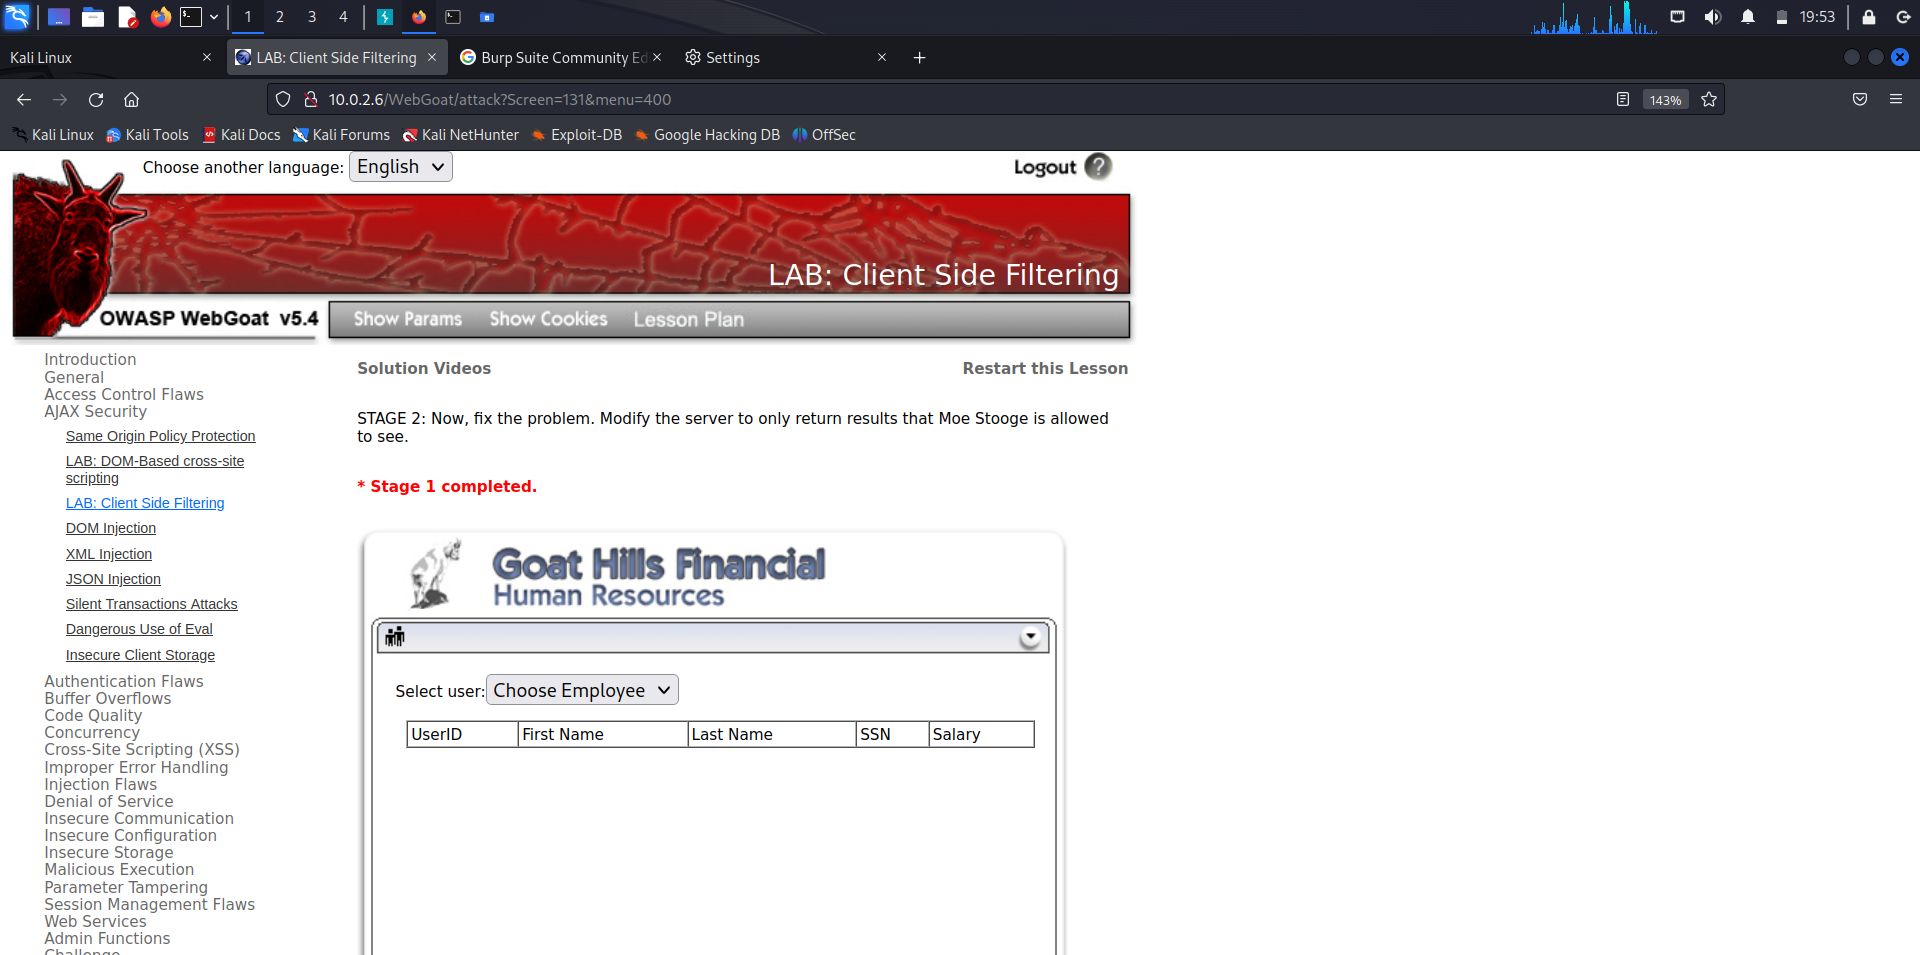 1 2 3 4 19:53
Kali Linux LAB: Client Side Filtering Burp Suite Community Ed Settings
10.0.2.6/WebGoat/attack?Screen=131&menu=400 143%
Kali Linux Kali Tools Kali Docs Kali Forums Kali NetHunter Exploit-DB Google Hacking DB OffSec
Choose another language: English Logout ?
LAB: Client Side Filtering
OWASP WebGoat v5.4 Show Params Show Cookies Lesson Plan
Introduction
General
Access Control Flaws
AJAX Security
Same Origin Policy Protection
LAB: DOM-Based cross-site
scripting
LAB: Client Side Filtering
DOM Injection
XML Injection
JSON Injection
Silent Transactions Attacks
Dangerous Use of Eval
Insecure Client Storage
Authentication Flaws
Buffer Overflows
Code Quality
Concurrency
Cross-Site Scripting (XSS)
Improper Error Handling
Injection Flaws
Denial of Service
Insecure Communication
Insecure Configuration
Insecure Storage
Malicious Execution
Parameter Tampering
Session Management Flaws
Web Services
Admin Functions
Challenge
Solution Videos Restart this Lesson
STAGE 2: Now, fix the problem. Modify the server to only return results that Moe Stooge is allowed
to see.
* Stage 1 completed.
Goat Hills Financial
Human Resources
Select user: Choose Employee
UserID First Name Last Name SSN Salary